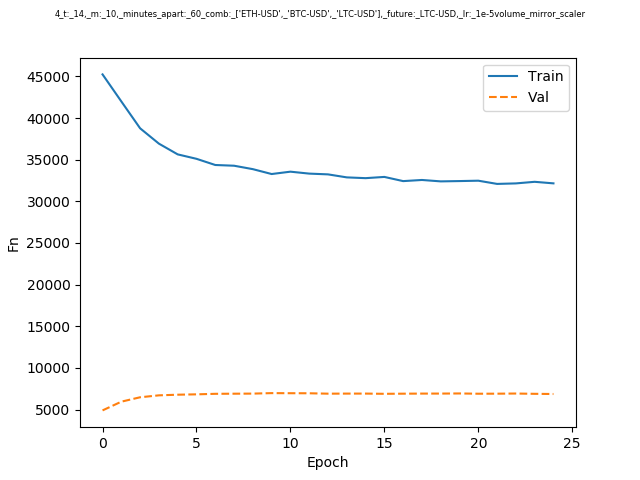 4_t:_14,_m:_10,_minutes_apart:_60_comb:_['ETH-USD',_'BTC-USD',_'LTC-USD'],_future:_LTC-USD,_lr:_1e-5volume_mirror_scaler
Train
Val
45000
40000
35000
30000
25000
20000
15000
10000
5000
Fn
0 5 10 15 20 25
Epoch